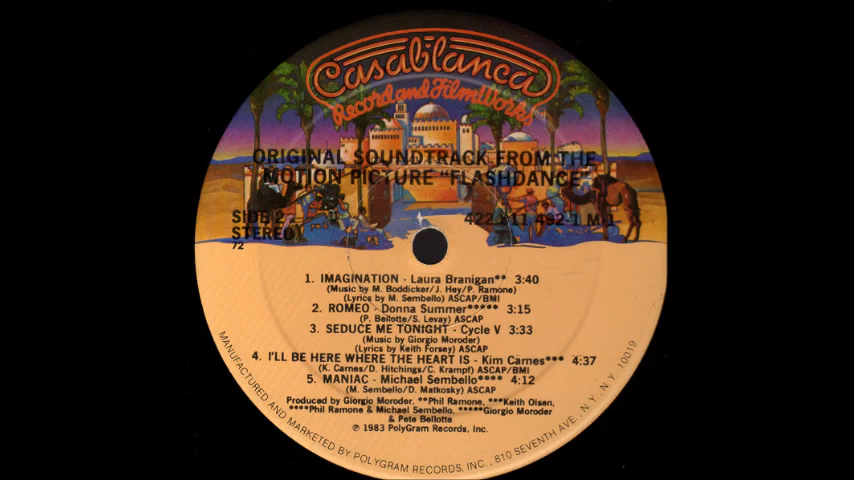 Casablanca
Record and FilmWorks
ORIGINAL SOUNDTRACK FROM THE
MOTION PICTURE "FLASHDANCE"
SIDE 2
STEREO
72
422 811 492-1 M-1
1. IMAGINATION - Laura Branigan** 3:40
(Music by M. Boddicker/J. Hey/P. Ramone)
(Lyrics by M. Sembello) ASCAP/BMI
2. ROMEO - Donna Summer***** 3:15
(P. Bellotte/S. Levay) ASCAP
3. SEDUCE ME TONIGHT - Cycle V 3:33
(Music by Giorgio Moroder)
(Lyrics by Keith Forsey) ASCAP
4. I'LL BE HERE WHERE THE HEART IS - Kim Carnes*** 4:37
(K. Carnes/D. Hitchings/C. Krampf) ASCAP/BMI
5. MANIAC - Michael Sembello**** 4:12
(M. Sembello/D. Matkosky) ASCAP
Produced by Giorgio Moroder, **Phil Ramone, ***Keith Olsen,
****Phil Ramone & Michael Sembello, *****Giorgio Moroder
& Pete Bellotte
℗ 1983 PolyGram Records, Inc.
MANUFACTURED AND MARKETED BY POLYGRAM RECORDS, INC., 810 SEVENTH AVE., N.Y., N.Y. 10019